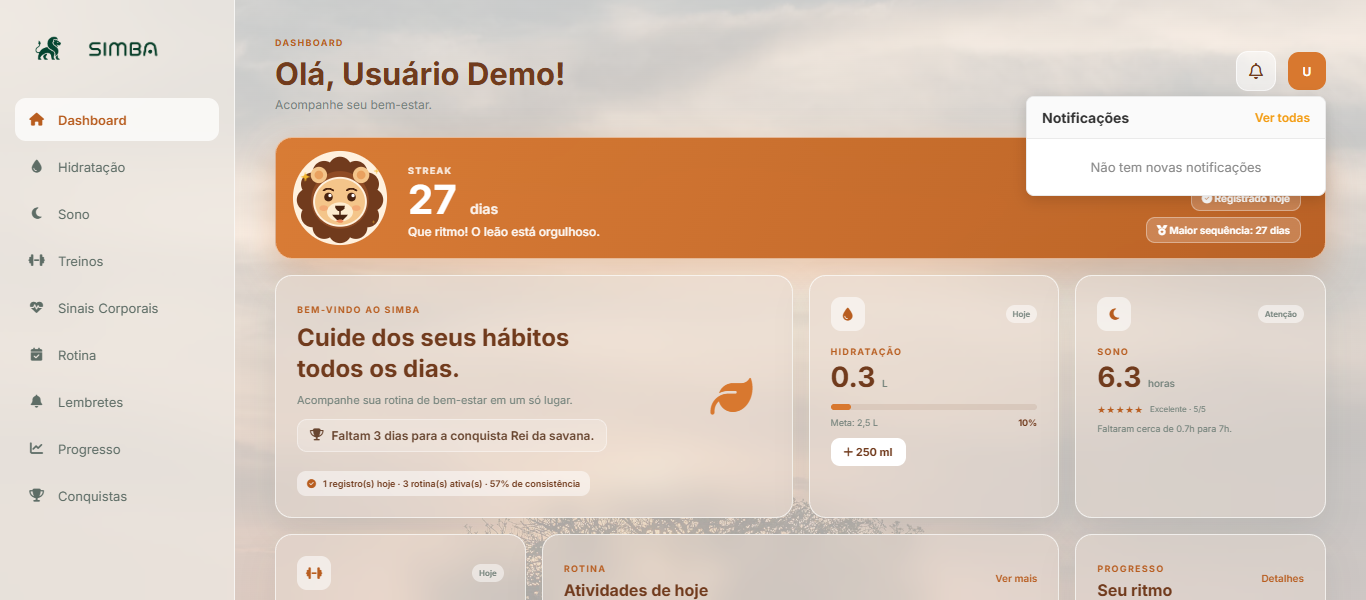 SIMBA
Dashboard
Hidratação
Sono
Treinos
Sinais Corporais
Rotina
Lembretes
Progresso
Conquistas
DASHBOARD
Olá, Usuário Demo!
Acompanhe seu bem-estar.
U
Notificações
Ver todas
Não tem novas notificações
STREAK
27 dias
Que ritmo! O leão está orgulhoso.
Registrado hoje
Maior sequência: 27 dias
BEM-VINDO AO SIMBA
Cuide dos seus hábitos
todos os dias.
Acompanhe sua rotina de bem-estar em um só lugar.
Faltam 3 dias para a conquista Rei da savana.
1 registro(s) hoje · 3 rotina(s) ativa(s) · 57% de consistência
Hoje
HIDRATAÇÃO
0.3 L
Meta: 2,5 L
10%
+ 250 ml
Atenção
SONO
6.3 horas
★★★★★ Excelente · 5/5
Faltaram cerca de 0.7h para 7h.
Hoje
ROTINA
Atividades de hoje
Ver mais
PROGRESSO
Seu ritmo
Detalhes